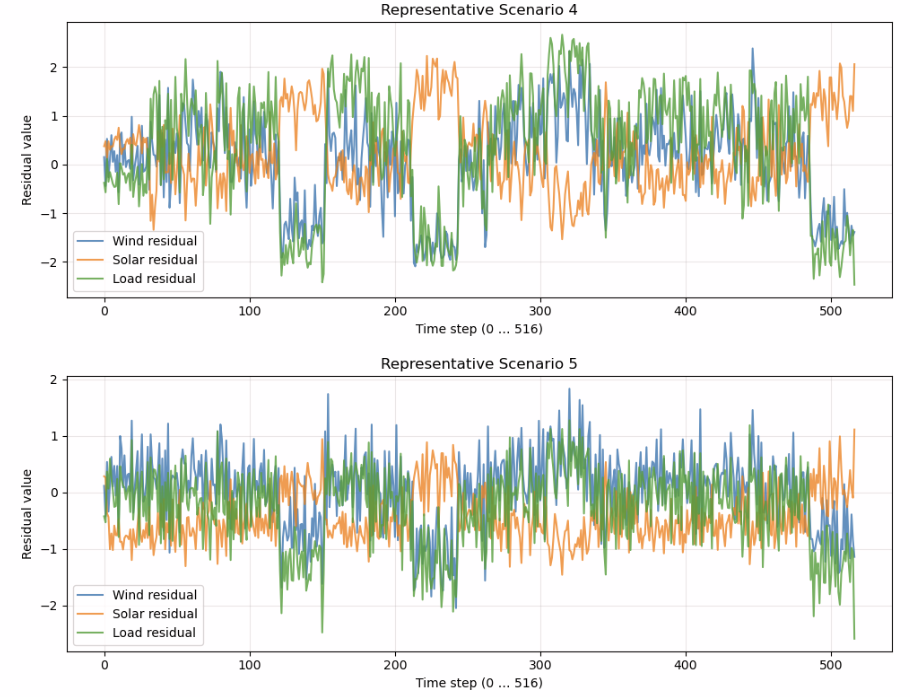 Representative Scenario 4
Residual value
2
1
0
−1
−2
Wind residual
Solar residual
Load residual
0
100
200
300
400
500
Time step (0 ... 516)
Representative Scenario 5
Residual value
2
1
0
−1
−2
Wind residual
Solar residual
Load residual
0
100
200
300
400
500
Time step (0 ... 516)